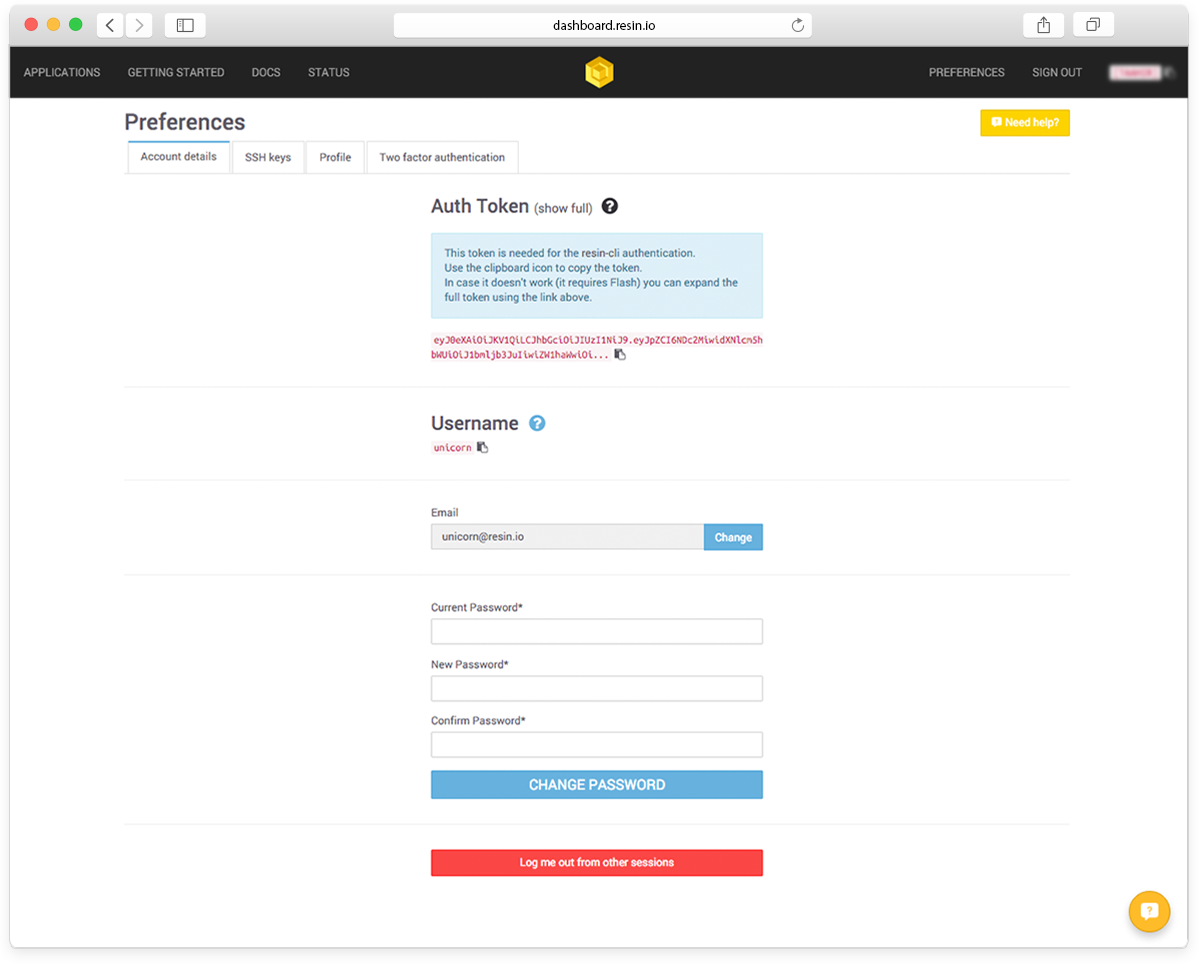 dashboard.resin.io
APPLICATIONS GETTING STARTED DOCS STATUS PREFERENCES SIGN OUT
Preferences
Need help?
Account details SSH keys Profile Two factor authentication
Auth Token (show full)
This token is needed for the resin-cli authentication.
Use the clipboard icon to copy the token.
In case it doesn't work (it requires Flash) you can expand the
full token using the link above.
eyJ0eXAiOiJKV1QiLCJhbGciOiJIUzI1NiJ9.eyJpZCI6NDc2MiwidXNlcm5h
bWUiOiJ1bmljb3JuIiwiZW1haWwiOi...
Username
unicorn
Email
unicorn@resin.io Change
Current Password*
New Password*
Confirm Password*
CHANGE PASSWORD
Log me out from other sessions